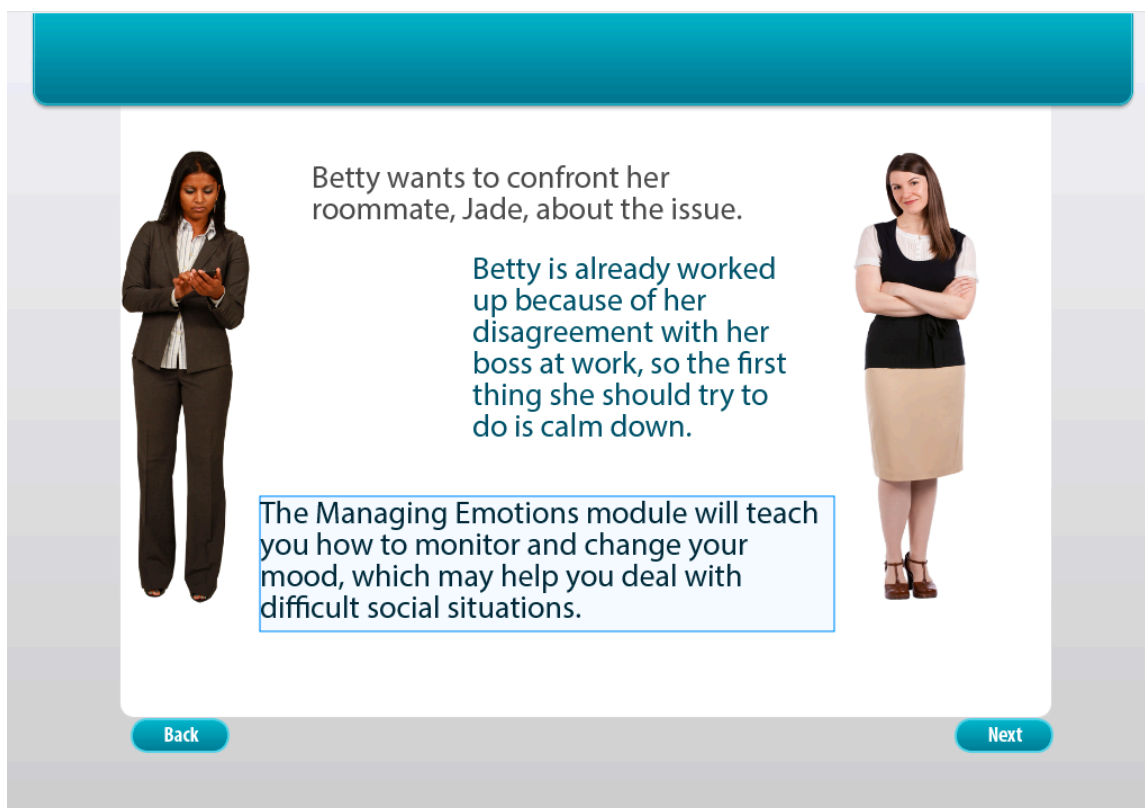 Betty wants to confront her
roommate, Jade, about the issue.
Betty is already worked
up because of her
disagreement with her
boss at work, so the first
thing she should try to
do is calm down.
The Managing Emotions module will teach
you how to monitor and change your
mood, which may help you deal with
difficult social situations.
Back
Next